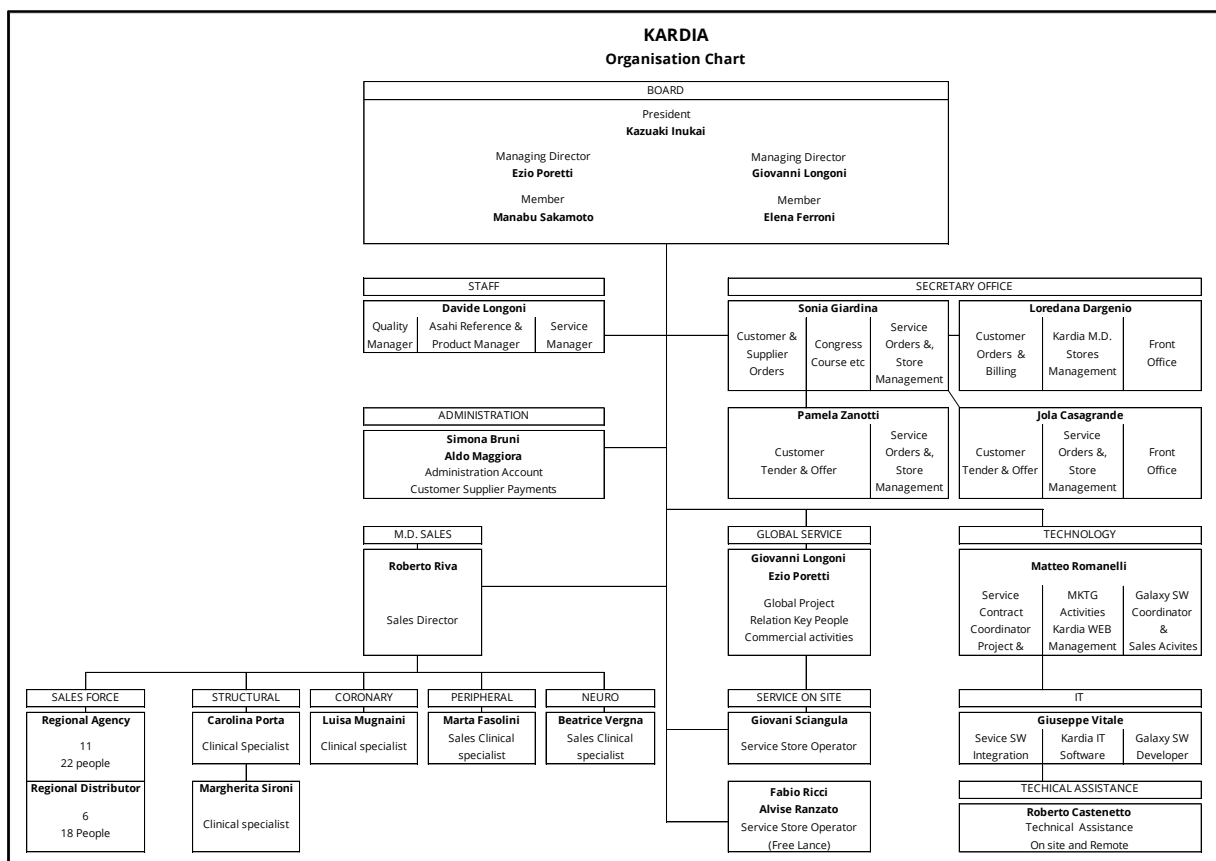 KARDIA
Organisation Chart
BOARD
President
Kazuaki Inukai
Managing Director
Ezio Poretti
Managing Director
Giovanni Longoni
Member
Manabu Sakamoto
Member
Elena Ferroni
STAFF
Davide Longoni
Quality
Manager
Asahi Reference &
Product Manager
Service
Manager
SECRETARY OFFICE
Sonia Giardina
Customer &
Supplier
Orders
Congress
Course etc
Service
Orders &,
Store
Management
Loredana Dargenio
Customer
Orders &
Billing
Kardia M.D.
Stores
Management
Front
Office
ADMINISTRATION
Simona Bruni
Aldo Maggiora
Administration Account
Customer Supplier Payments
Pamela Zanotti
Customer
Tender & Offer
Service
Orders &,
Store
Management
Jola Casagrande
Customer
Tender & Offer
Service
Orders &,
Store
Management
Front
Office
M.D. SALES
Roberto Riva
Sales Director
GLOBAL SERVICE
Giovanni Longoni
Ezio Poretti
Global Project
Relation Key People
Commercial activities
TECHNOLOGY
Matteo Romanelli
Service
Contract
Coordinator
Project &
MKTG
Activities
Kardia WEB
Management
Galaxy SW
Coordinator
&
Sales Acivites
SALES FORCE
Regional Agency
11
22 people
Regional Distributor
6
18 People
STRUCTURAL
Carolina Porta
Clinical Specialist
Margherita Sironi
Clinical specialist
CORONARY
Luisa Mugnaini
Clinical specialist
PERIPHERAL
Marta Fasolini
Sales Clinical
specialist
NEURO
Beatrice Vergna
Sales Clinical
specialist
SERVICE ON SITE
Giovani Sciangula
Service Store Operator
Fabio Ricci
Alvise Ranzato
Service Store Operator
(Free Lance)
IT
Giuseppe Vitale
Sevice SW
Integration
Kardia IT
Software
Galaxy SW
Developer
TECHICAL ASSISTANCE
Roberto Castenetto
Technical Assistance
On site and Remote